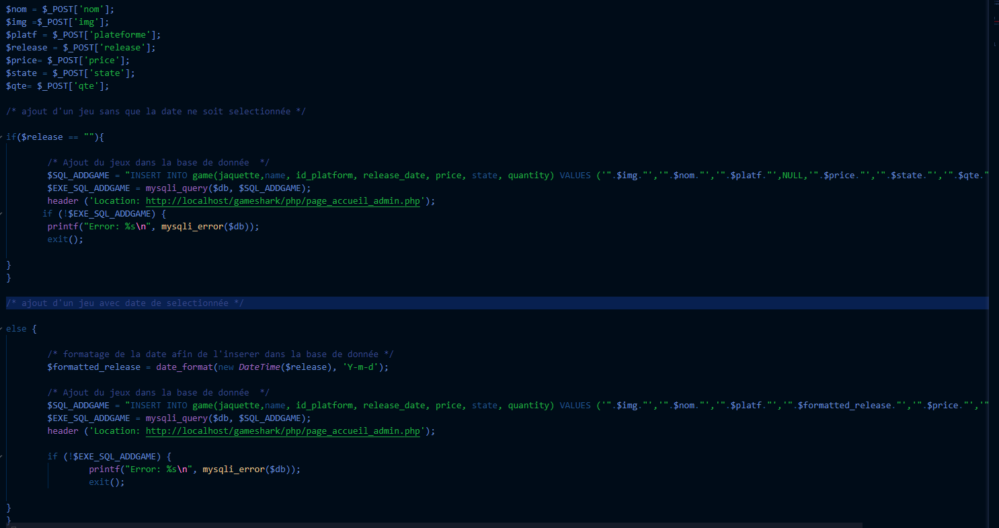 $nom = $_POST['nom'];
$img =$_POST['img'];
$platf = $_POST['plateforme'];
$release = $_POST['release'];
$price= $_POST['price'];
$state = $_POST['state'];
$qte= $_POST['qte'];
/* ajout d'un jeu sans que la date ne soit selectionnée */
if($release == ""){
/* Ajout du jeux dans la base de donnée  */
$SQL_ADDGAME = "INSERT INTO game(jaquette,name, id_platform, release_date, price, state, quantity) VALUES ('".$img."','".$nom."','".$platf."',NULL,'".$price."','".$state."','".$qte."
$EXE_SQL_ADDGAME = mysqli_query($db, $SQL_ADDGAME);
header ('Location: http://localhost/gameshark/php/page_accueil_admin.php');
if (!$EXE_SQL_ADDGAME) {
printf("Error: %s\n", mysqli_error($db));
exit();
}
}
/* ajout d'un jeu avec date de selectionnée */
else {
/* formatage de la date afin de l'inserer dans la base de donnée */
$formatted_release = date_format(new DateTime($release), 'Y-m-d');
/* Ajout du jeux dans la base de donnée  */
$SQL_ADDGAME = "INSERT INTO game(jaquette,name, id_platform, release_date, price, state, quantity) VALUES ('".$img."','".$nom."','".$platf."','".$formatted_release."','".$price."','"
$EXE_SQL_ADDGAME = mysqli_query($db, $SQL_ADDGAME);
header ('Location: http://localhost/gameshark/php/page_accueil_admin.php');
if (!$EXE_SQL_ADDGAME) {
printf("Error: %s\n", mysqli_error($db));
exit();
}
}